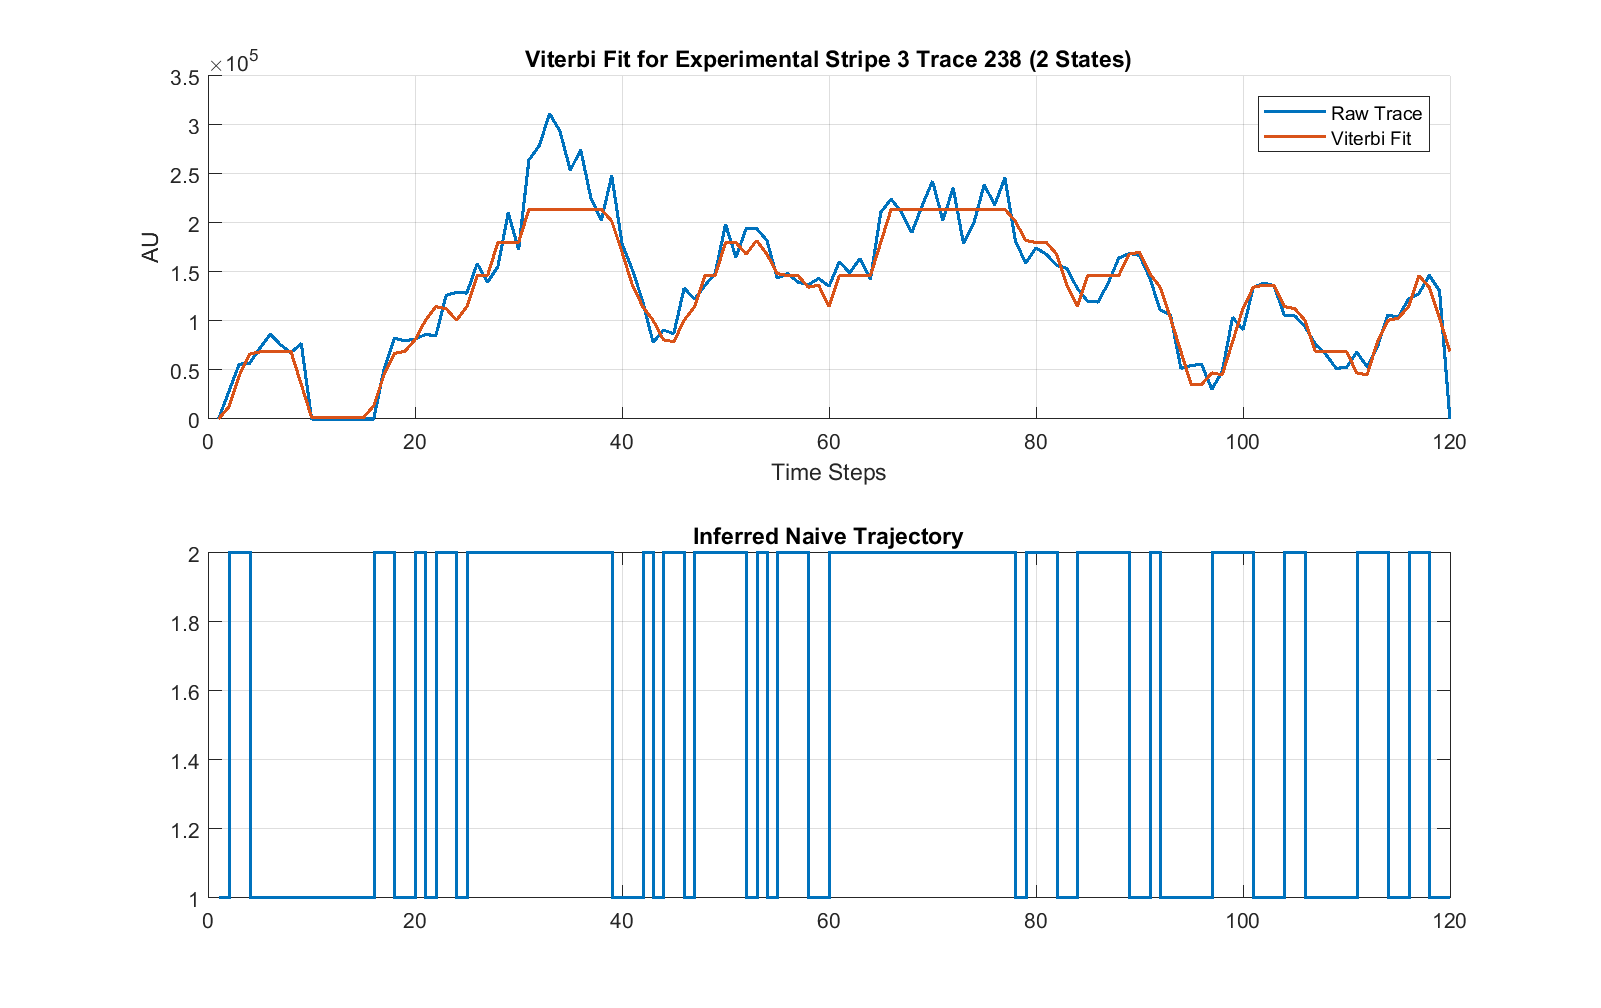 Viterbi Fit for Experimental Stripe 3 Trace 238 (2 States)
×10^5
3.5
3
2.5
2
1.5
1
0.5
0
AU
Raw Trace
Viterbi Fit
0 20 40 60 80 100 120
Time Steps
Inferred Naive Trajectory
2
1.8
1.6
1.4
1.2
1
0 20 40 60 80 100 120